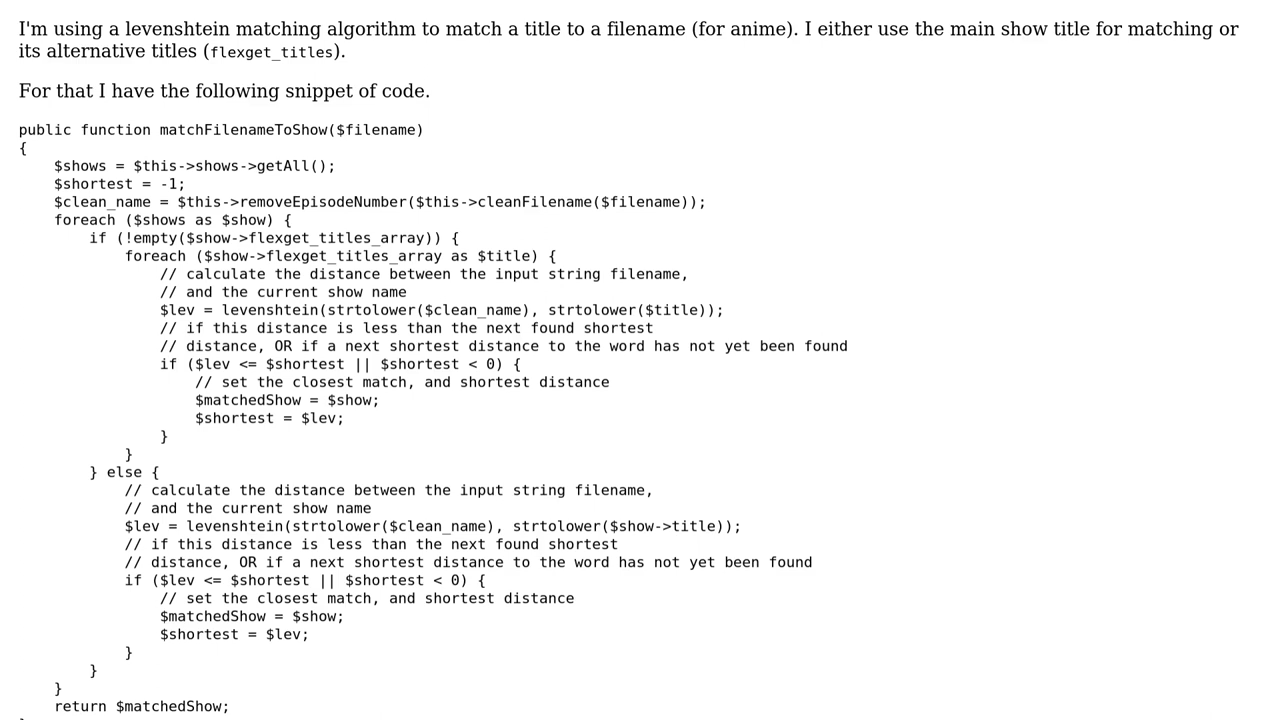 I'm using a levenshtein matching algorithm to match a title to a filename (for anime). I either use the main show title for matching or
its alternative titles (flexget_titles).
For that I have the following snippet of code.
public function matchFilenameToShow($filename)
{
    $shows = $this->shows->getAll();
    $shortest = -1;
    $clean_name = $this->removeEpisodeNumber($this->cleanFilename($filename));
    foreach ($shows as $show) {
        if (!empty($show->flexget_titles_array)) {
            foreach ($show->flexget_titles_array as $title) {
                // calculate the distance between the input string filename,
                // and the current show name
                $lev = levenshtein(strtolower($clean_name), strtolower($title));
                // if this distance is less than the next found shortest
                // distance, OR if a next shortest distance to the word has not yet been found
                if ($lev <= $shortest || $shortest < 0) {
                    // set the closest match, and shortest distance
                    $matchedShow = $show;
                    $shortest = $lev;
                }
            }
        } else {
            // calculate the distance between the input string filename,
            // and the current show name
            $lev = levenshtein(strtolower($clean_name), strtolower($show->title));
            // if this distance is less than the next found shortest
            // distance, OR if a next shortest distance to the word has not yet been found
            if ($lev <= $shortest || $shortest < 0) {
                // set the closest match, and shortest distance
                $matchedShow = $show;
                $shortest = $lev;
            }
        }
    }
    return $matchedShow;